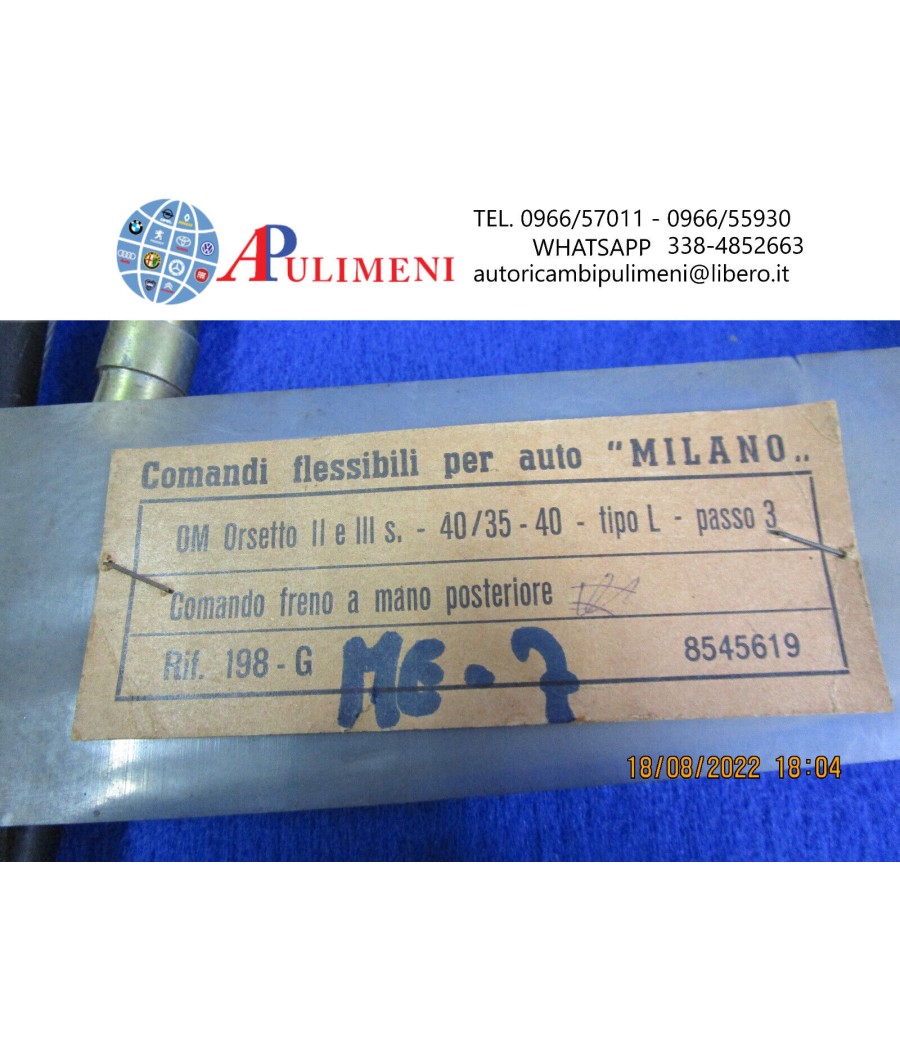 TEL. 0966/57011 - 0966/55930
WHATSAPP 338-4852663
autoricambipulimeni@libero.it
APULIMENI
Comandi flessibili per auto "MILANO„
OM Orsetto II e III s. - 40/35 - 40 - tipo L - passo 3
Comando freno a mano posteriore
Rif. 198 - G ME-7 8545619
18/08/2022 18:04